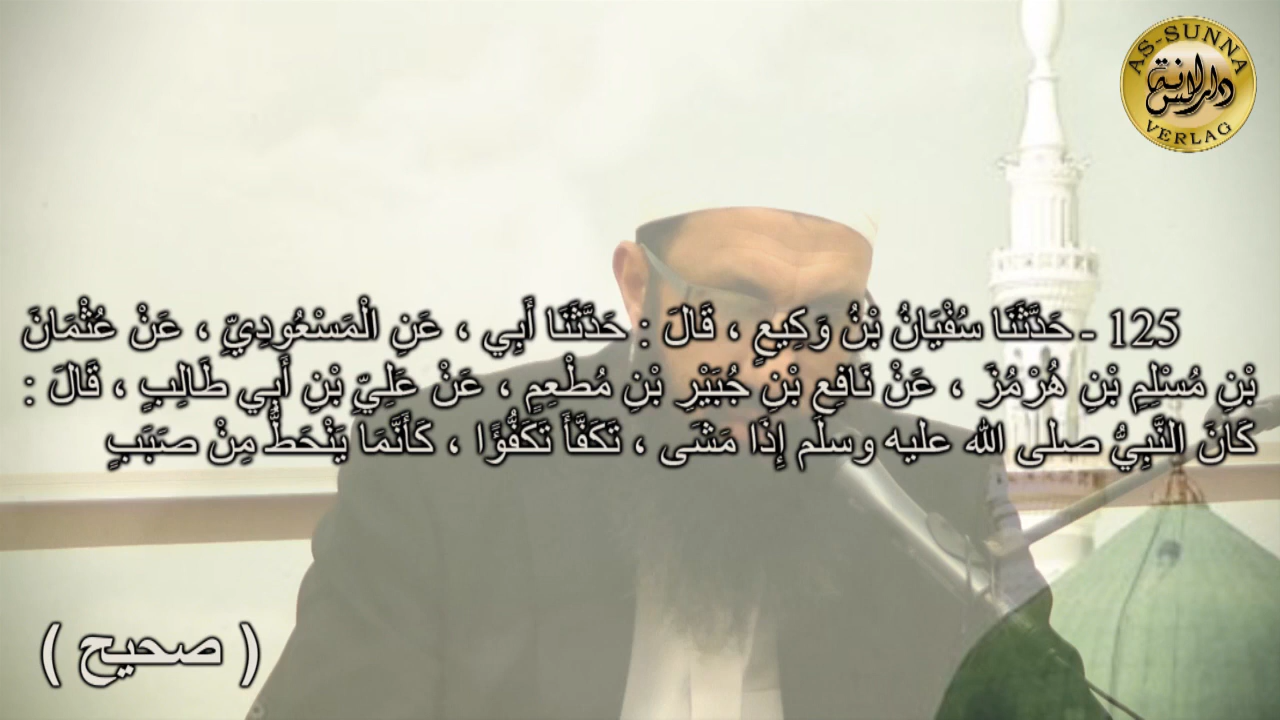 AS-SUNNA
دار السنة
VERLAG
125 ـ حَدَّثَنَا سُفْيَانُ بْنُ وَكِيعٍ ، قَالَ : حَدَّثَنَا أَبِي ، عَنِ الْمَسْعُودِيِّ ، عَنْ عُثْمَانَ
بْنِ مُسْلِمِ بْنِ هُرْمُزَ ، عَنْ نَافِعِ بْنِ جُبَيْرِ بْنِ مُطْعِمٍ ، عَنْ عَلِيِّ بْنِ أَبِي طَالِبٍ ، قَالَ :
كَانَ النَّبِيُّ صلى الله عليه وسلم إِذَا مَشَى ، تَكَفَّأَ تَكَفُّؤًا ، كَأَنَّمَا يَنْحَطُّ مِنْ صَبَبٍ
( صحيح )